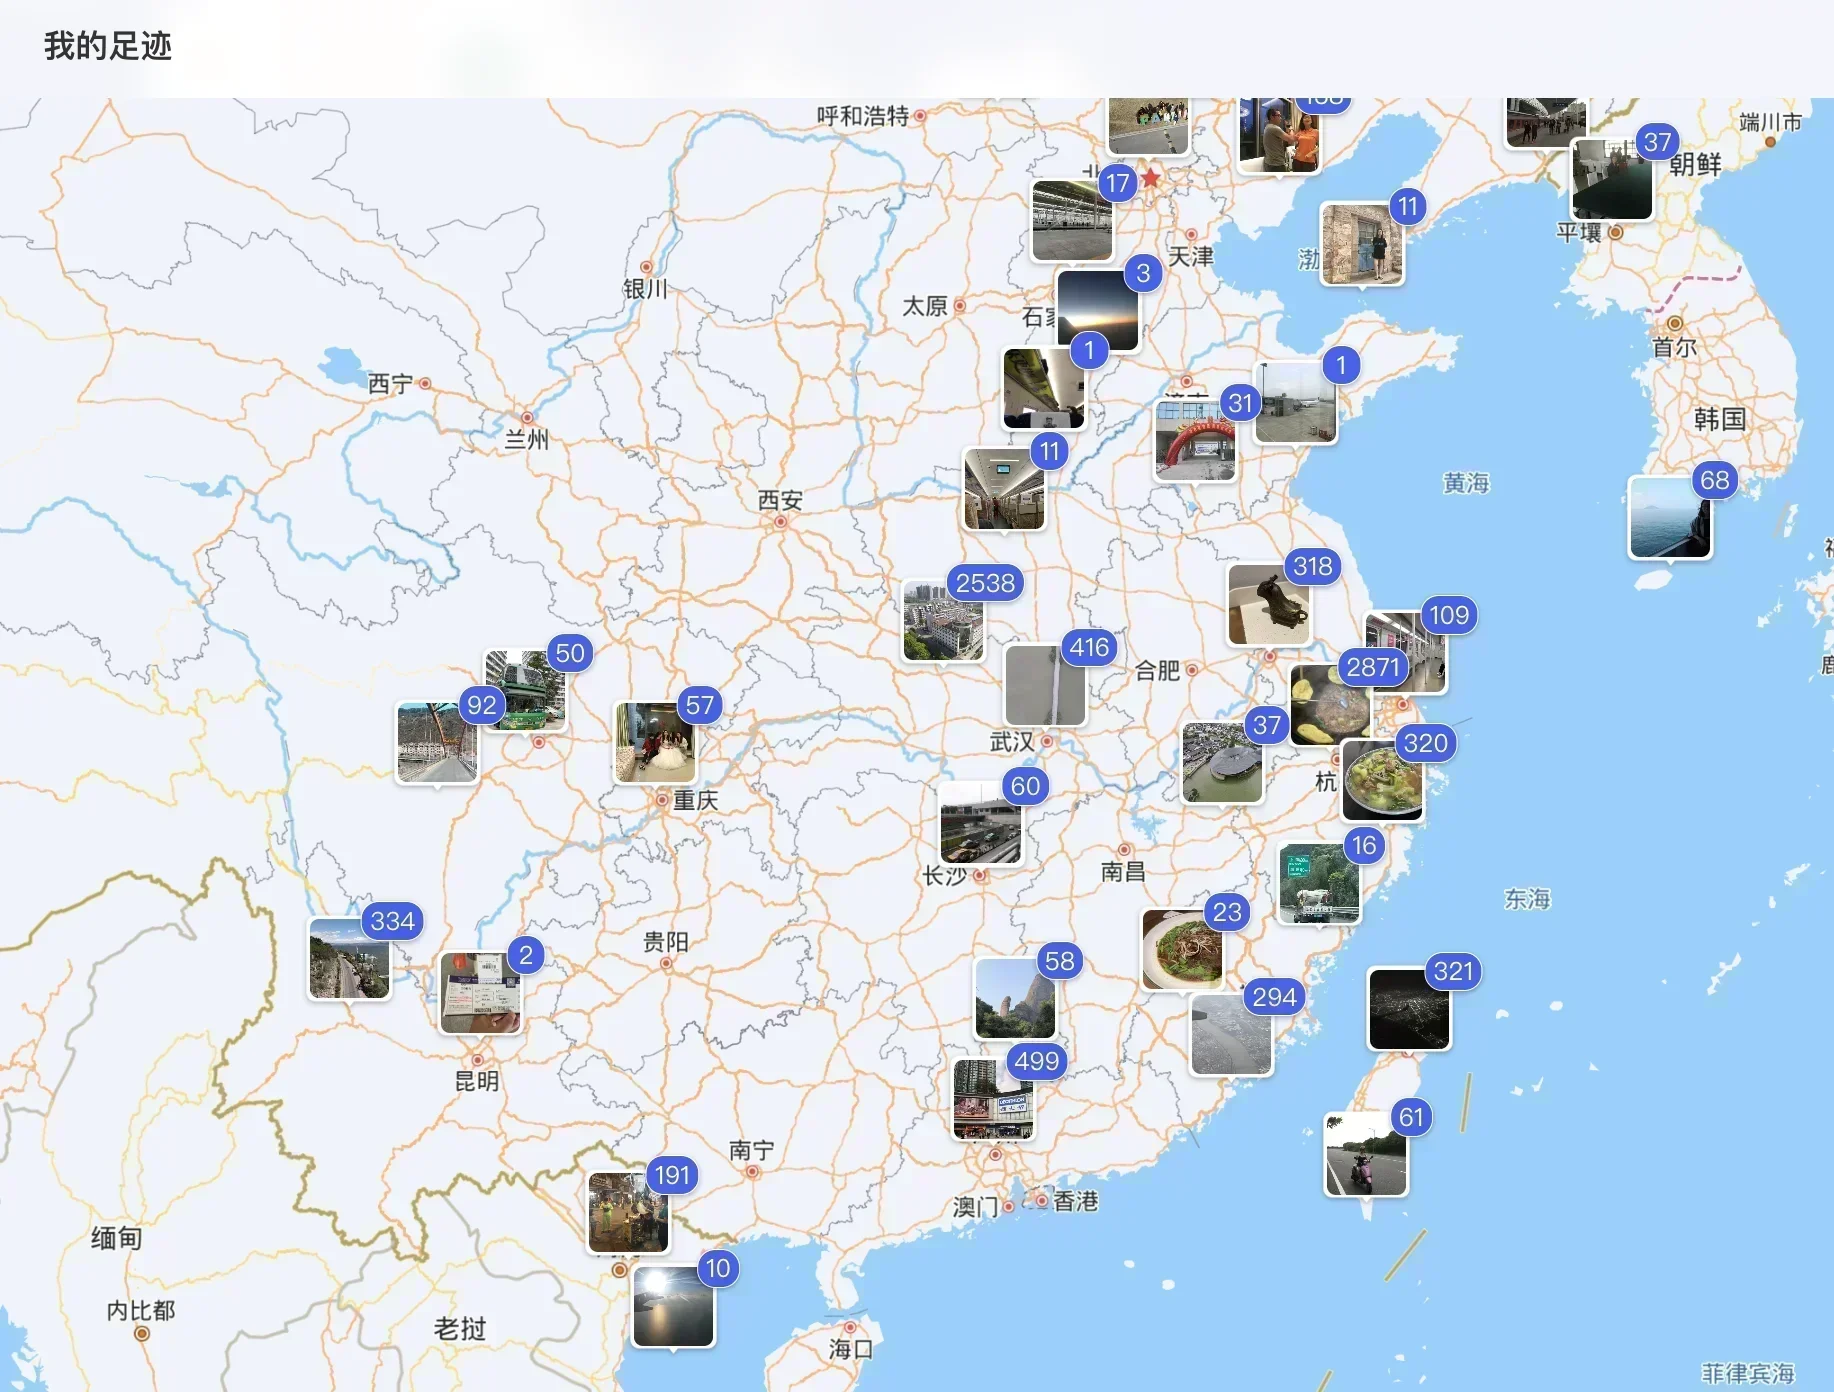 我的足迹
呼和浩特
168
端川市
37
朝鲜
北
17
11
平壤
天津
渤
3
银川
太原
石家
首尔
1
1
西宁
31
韩国
兰州
11
黄海
68
西安
318
2538
109
416
50
合肥
2871
92
57
37
武汉
320
杭
60
重庆
16
南昌
长沙
东海
23
334
贵阳
2
58
321
294
499
昆明
61
南宁
191
澳门
香港
缅甸
10
内比都
老挝
海口
菲律宾海